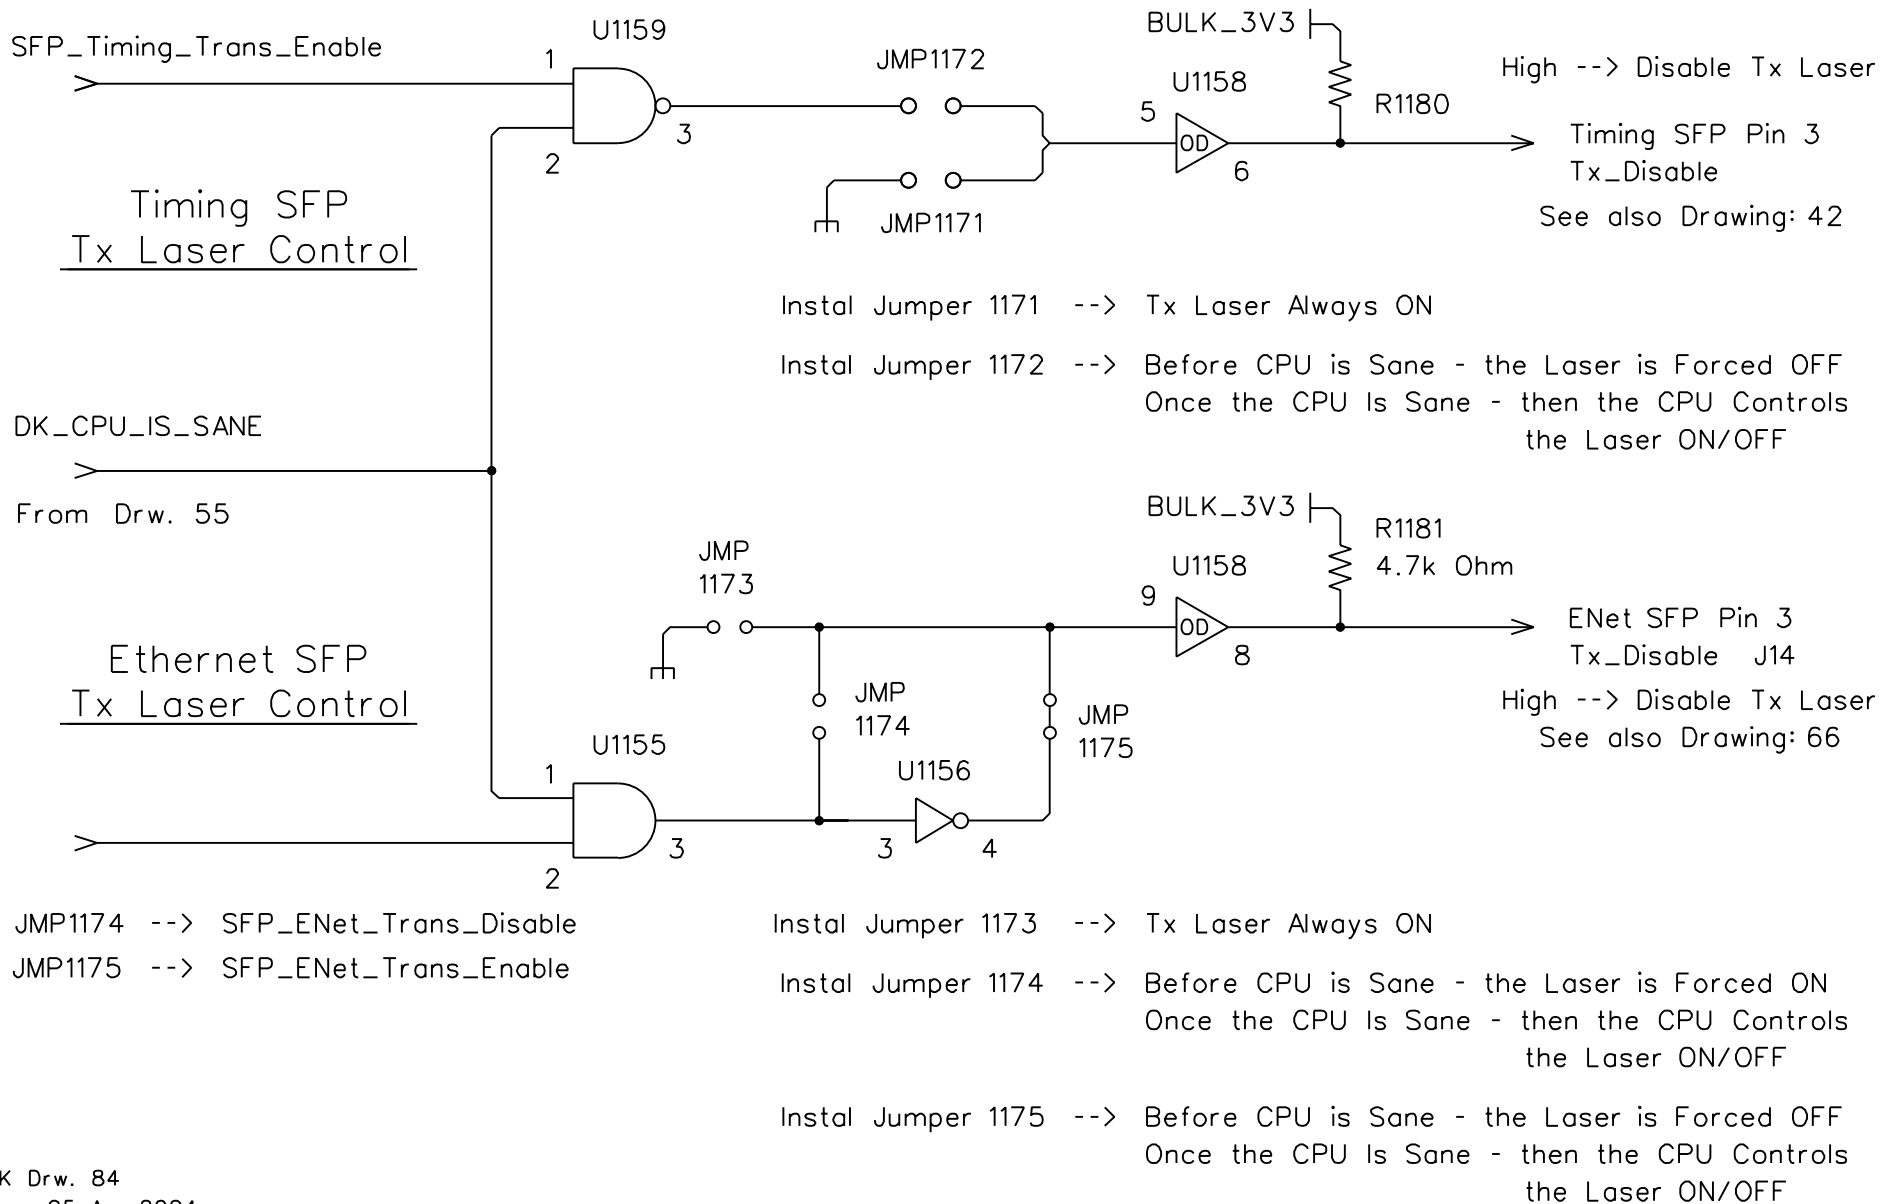 SFP_Timing_Trans_Enable
U1159
1
2
3
JMP1172
JMP1171
BULK_3V3
U1158
5
OD
6
R1180
High --> Disable Tx Laser
Timing SFP Pin 3
Tx_Disable
See also Drawing: 42
Timing SFP
Tx Laser Control
Instal Jumper 1171 --> Tx Laser Always ON
Instal Jumper 1172 --> Before CPU is Sane - the Laser is Forced OFF
Once the CPU Is Sane - then the CPU Controls
the Laser ON/OFF
DK_CPU_IS_SANE
From Drw. 55
BULK_3V3
R1181
4.7k Ohm
U1158
9
OD
8
JMP
1173
ENet SFP Pin 3
Tx_Disable J14
High --> Disable Tx Laser
See also Drawing: 66
Ethernet SFP
Tx Laser Control
JMP
1174
JMP
1175
U1155
1
2
3
U1156
3
4
JMP1174 --> SFP_ENet_Trans_Disable
JMP1175 --> SFP_ENet_Trans_Enable
Instal Jumper 1173 --> Tx Laser Always ON
Instal Jumper 1174 --> Before CPU is Sane - the Laser is Forced ON
Once the CPU Is Sane - then the CPU Controls
the Laser ON/OFF
Instal Jumper 1175 --> Before CPU is Sane - the Laser is Forced OFF
Once the CPU Is Sane - then the CPU Controls
the Laser ON/OFF
K Drw. 84